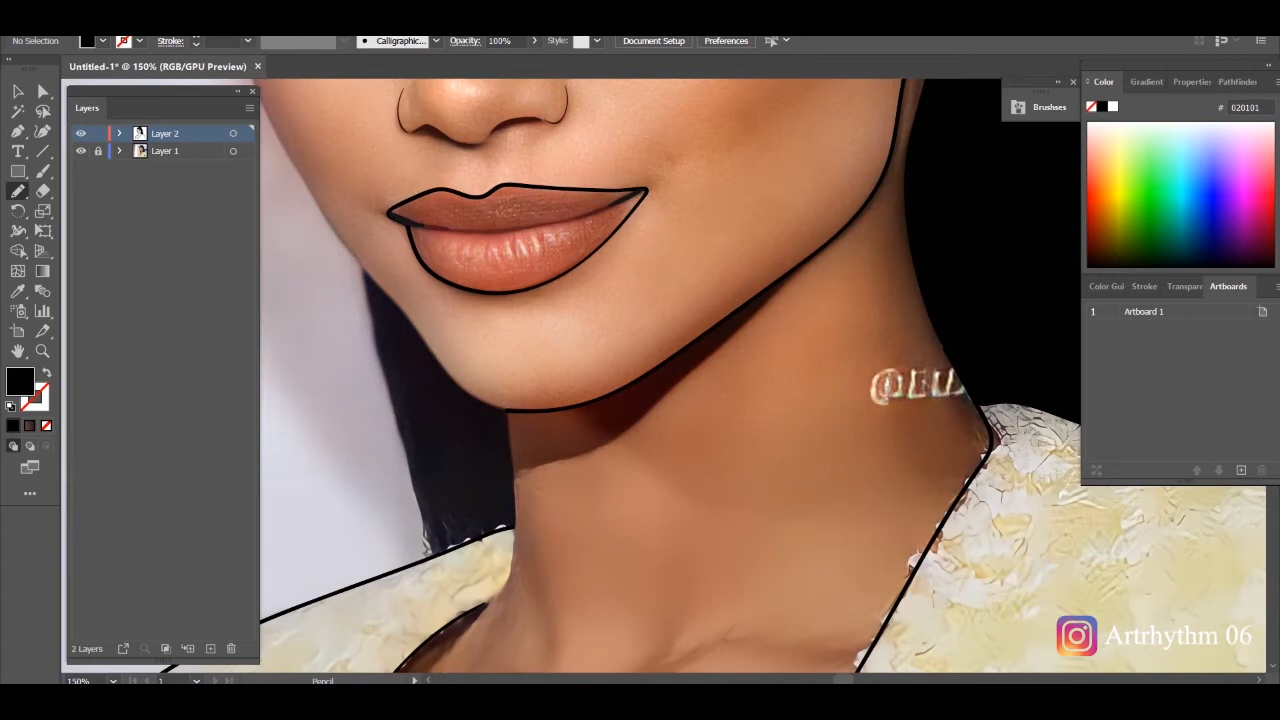 No Selection Stroke: Calligraphic... Opacity: 100% Style: Document Setup Preferences
Untitled-1* @ 150% (RGB/GPU Preview)
Layers
Layer 2
Layer 1
2 Layers
Brushses
Color Gradient Properties Pathfinder
# 020101
Color Gui Stroke Transpare Artboards
1 Artboard 1
Artrhythm 06
150% 1 Pencil